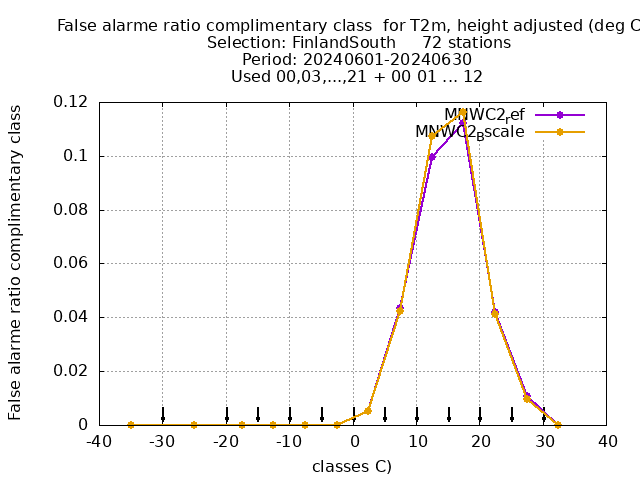 False alarme ratio complimentary class  for T2m, height adjusted (deg C
Selection: FinlandSouth     72 stations
Period: 20240601-20240630
Used 00,03,...,21 + 00 01 ... 12
False alarme ratio complimentary class
0.12
0.1
0.08
0.06
0.04
0.02
0
MNWC2ref
MNWC2Bscale
-40 -30 -20 -10 0 10 20 30 40
classes C)